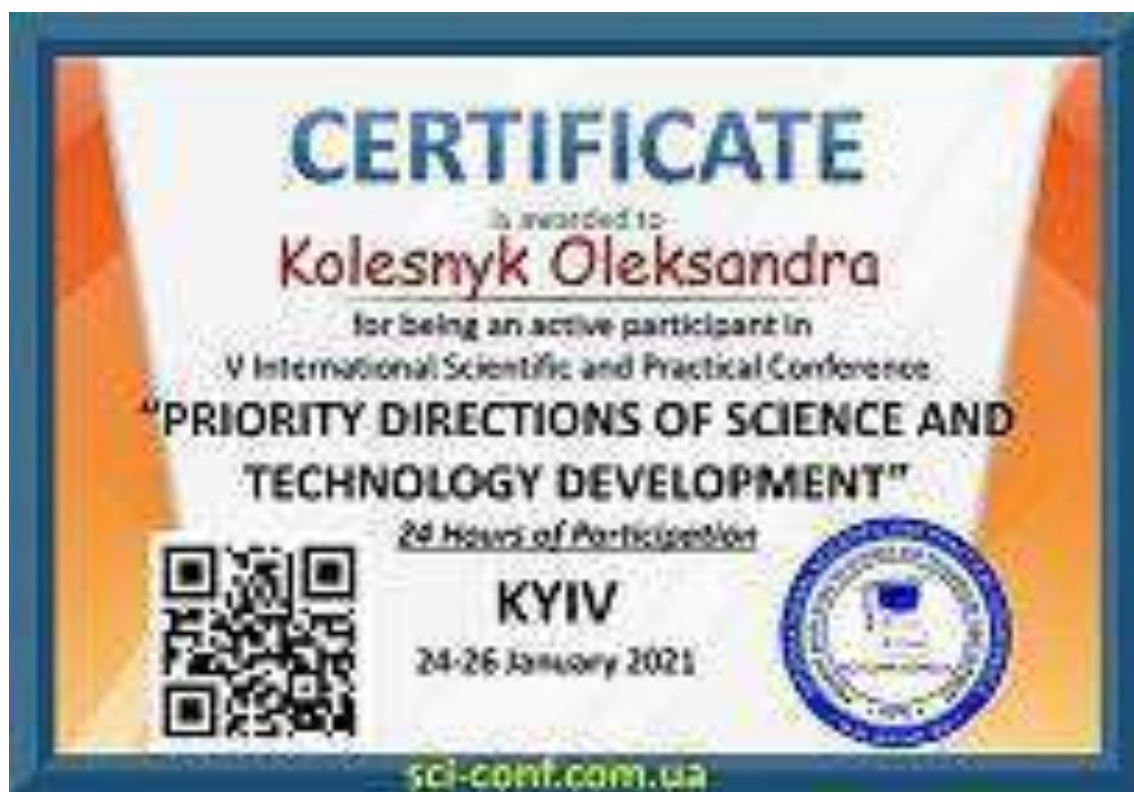 CERTIFICATE
is awarded to
Kolesnyk Oleksandra
for being an active participant in
V International Scientific and Practical Conference
“PRIORITY DIRECTIONS OF SCIENCE AND
TECHNOLOGY DEVELOPMENT”
24 Hours of Participation
KYIV
24-26 January 2021
sci-conf.com.ua